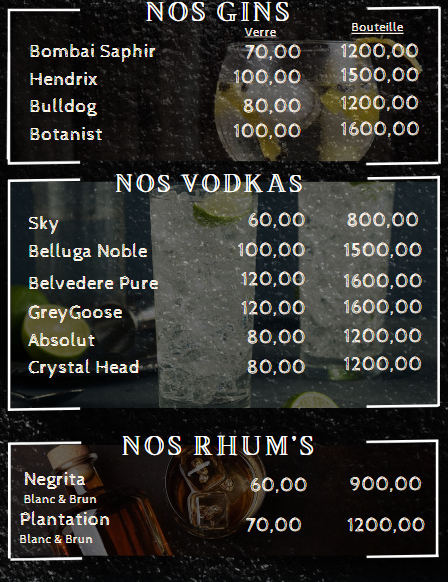 NOS GINS
Verre Bouteille
Bombai Saphir 70,00 1200,00
Hendrix 100,00 1500,00
Bulldog 80,00 1200,00
Botanist 100,00 1600,00
NOS VODKAS
Sky 60,00 800,00
Belluga Noble 100,00 1500,00
Belvedere Pure 120,00 1600,00
GreyGoose 120,00 1600,00
Absolut 80,00 1200,00
Crystal Head 80,00 1200,00
NOS RHUM'S
Negrita 60,00 900,00
Blanc & Brun
Plantation 70,00 1200,00
Blanc & Brun